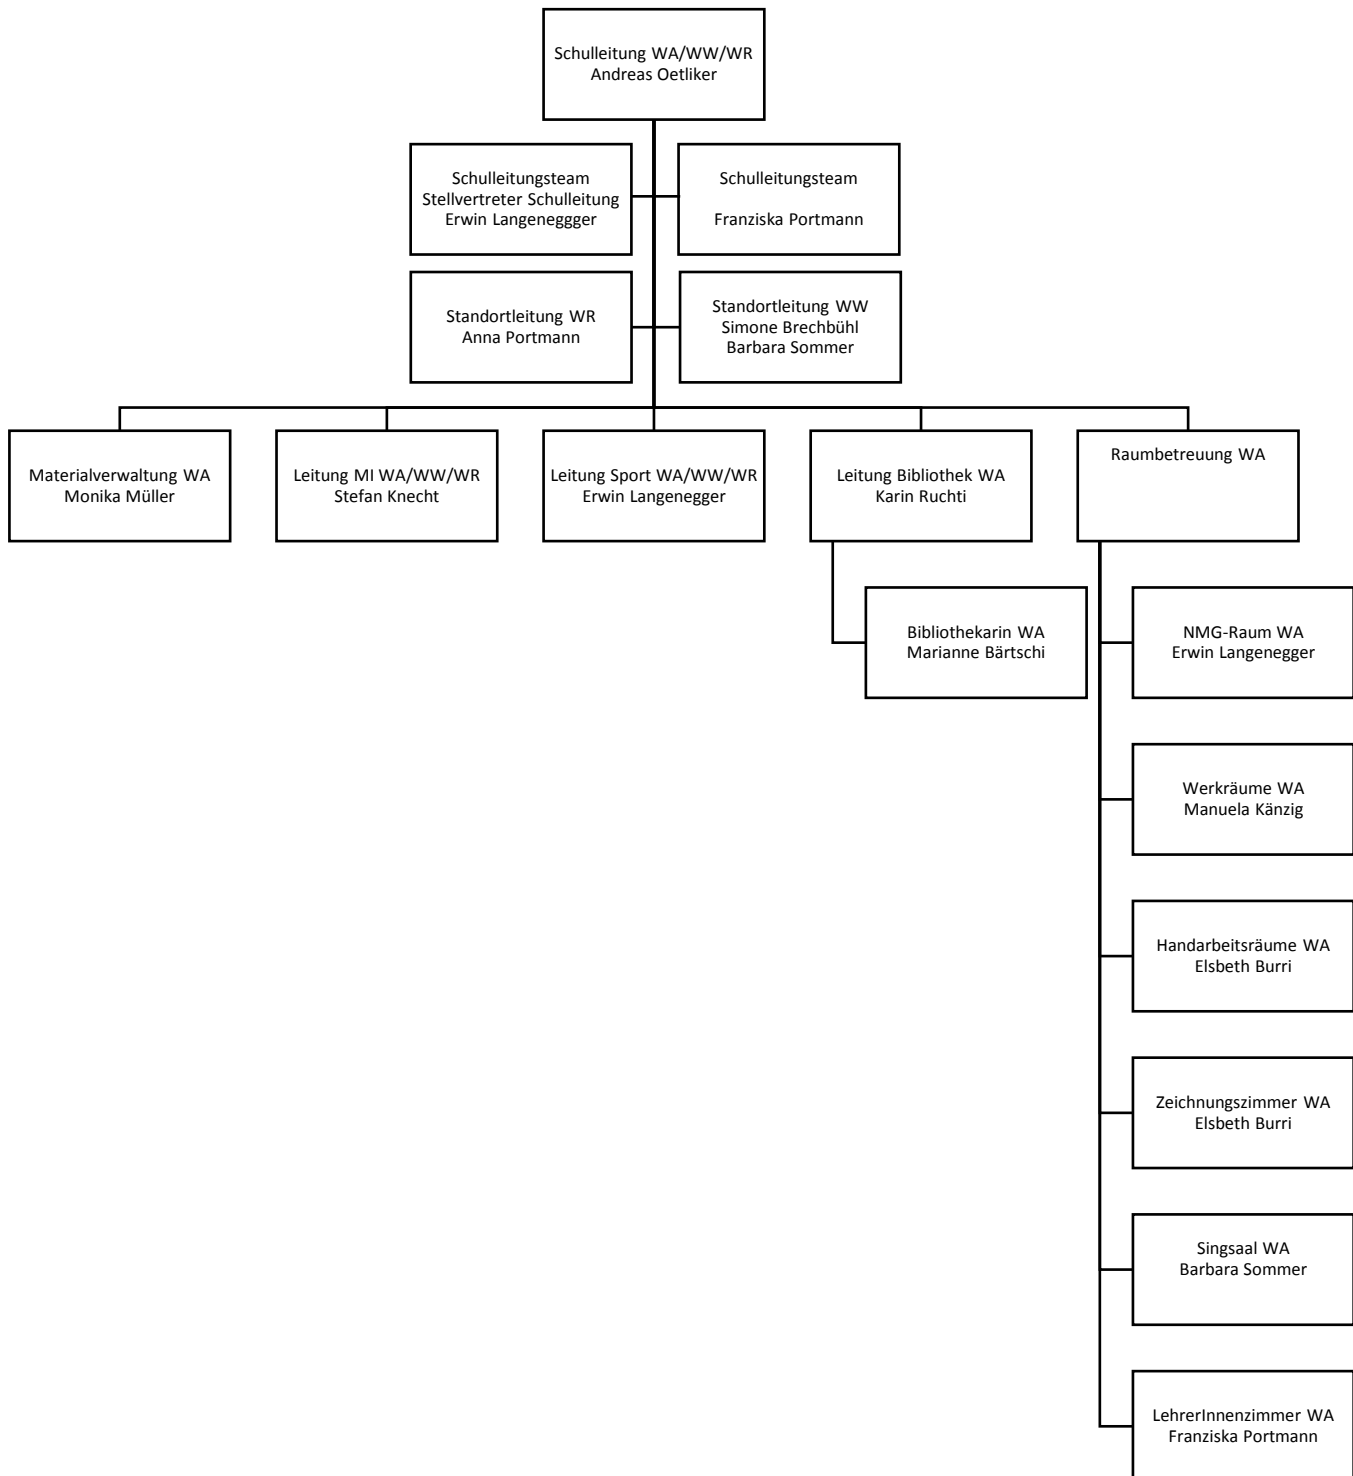 Schulleitung WA/WW/WR
Andreas Oetliker
Schulleitungsteam
Stellvertreter Schulleitung
Erwin Langeneggger
Schulleitungsteam
Franziska Portmann
Standortleitung WR
Anna Portmann
Standortleitung WW
Simone Brechbühl
Barbara Sommer
Materialverwaltung WA
Monika Müller
Leitung MI WA/WW/WR
Stefan Knecht
Leitung Sport WA/WW/WR
Erwin Langenegger
Leitung Bibliothek WA
Karin Ruchti
Raumbetreuung WA
Bibliothekarin WA
Marianne Bärtschi
NMG-Raum WA
Erwin Langenegger
Werkräume WA
Manuela Känzig
Handarbeitsräume WA
Elsbeth Burri
Zeichnungszimmer WA
Elsbeth Burri
Singsaal WA
Barbara Sommer
LehrerInnenzimmer WA
Franziska Portmann